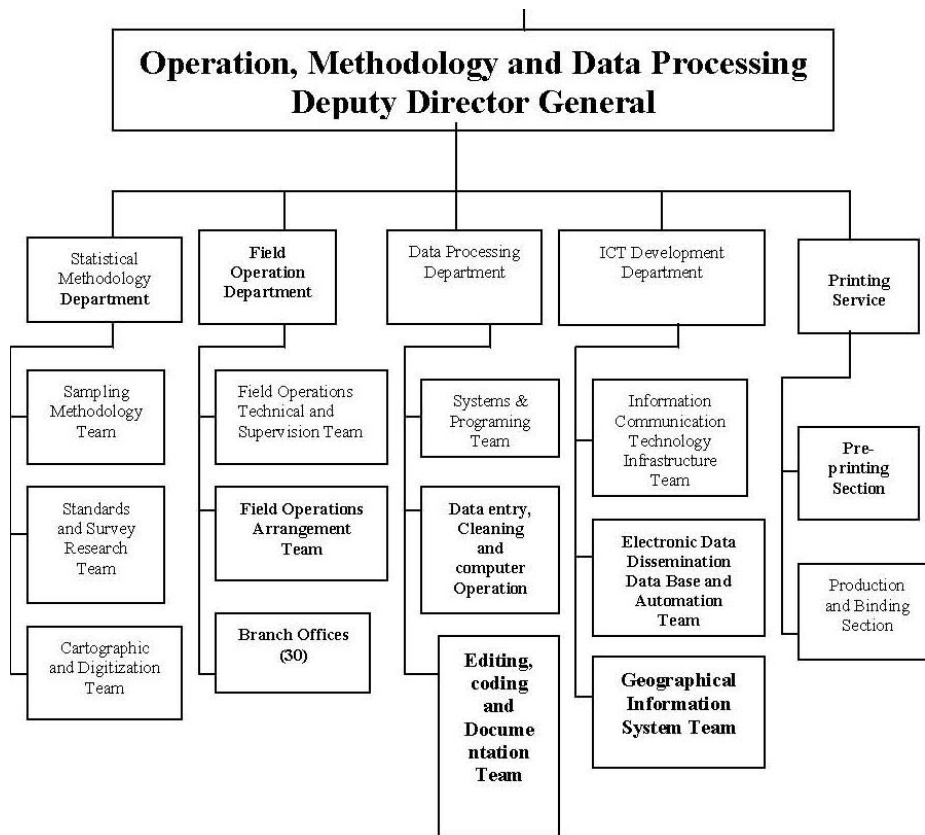 Operation, Methodology and Data Processing
Deputy Director General
Statistical
Methodology
Department
Field
Operation
Department
Data Processing
Department
ICT Development
Department
Printing
Service
Sampling
Methodology
Team
Field Operations
Technical and
Supervision Team
Systems &
Programing
Team
Information
Communication
Technology
Infrastructure
Team
Pre-
printing
Section
Standards and
Survey
Research
Team
Field Operations
Arrangement
Team
Data entry,
Cleaning
and
computer
Operation
Electronic Data
Dissemination
Data Base and
Automation
Team
Production
and Binding
Section
Cartographic
and Digitization
Team
Branch Offices
(30)
Editing,
coding
and
Docume
ntation
Team
Geographical
Information
System Team